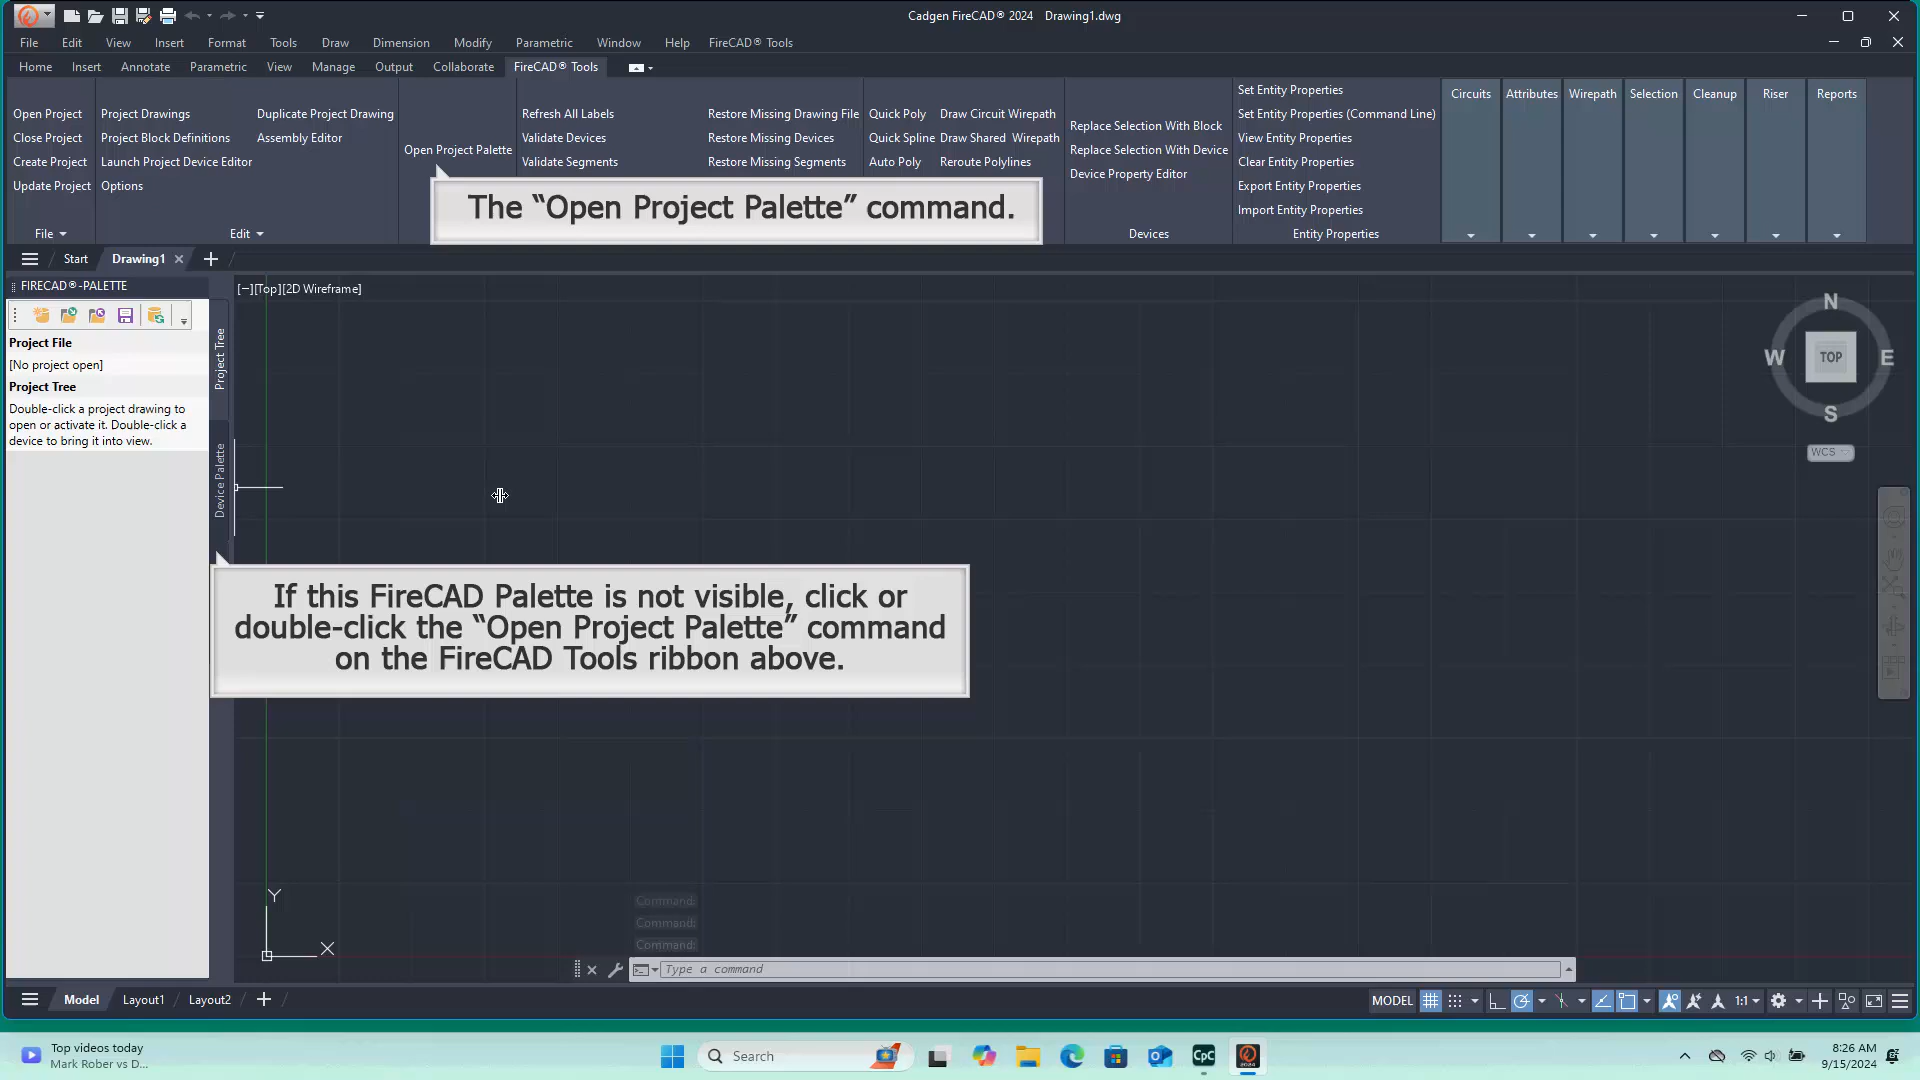 Cadgen FireCAD® 2024 Drawing1.dwg
File Edit View Insert Format Tools Draw Dimension Modify Parametric Window Help FireCAD® Tools
Home Insert Annotate Parametric View Manage Output Collaborate FireCAD® Tools
Open Project
Close Project
Create Project
Update Project
File
Project Drawings
Project Block Definitions
Launch Project Device Editor
Options
Duplicate Project Drawing
Assembly Editor
Edit
Open Project Palette
Refresh All Labels
Validate Devices
Validate Segments
Restore Missing Drawing File
Restore Missing Devices
Restore Missing Segments
Quick Poly
Quick Spline
Auto Poly
Draw Circuit Wirepath
Draw Shared Wirepath
Reroute Polylines
Replace Selection With Block
Replace Selection With Device
Device Property Editor
Devices
Set Entity Properties
Set Entity Properties (Command Line)
View Entity Properties
Clear Entity Properties
Export Entity Properties
Import Entity Properties
Entity Properties
Circuits Attributes Wirepath Selection Cleanup Riser Reports
The “Open Project Palette” command.
Start Drawing1
FIRECAD®-PALETTE
Project File
[No project open]
Project Tree
Double-click a project drawing to
open or activate it. Double-click a
device to bring it into view.
Project Tree
Device Palette
[−][Top][2D Wireframe]
N
W TOP E
S
WCS
If this FireCAD Palette is not visible, click or
double-click the “Open Project Palette” command
on the FireCAD Tools ribbon above.
Y
X
Command:
Command:
Command:
Type a command
Model Layout1 Layout2
MODEL 1:1
Top videos today
Mark Rober vs D...
Search
CpC
2024
8:26 AM
9/15/2024